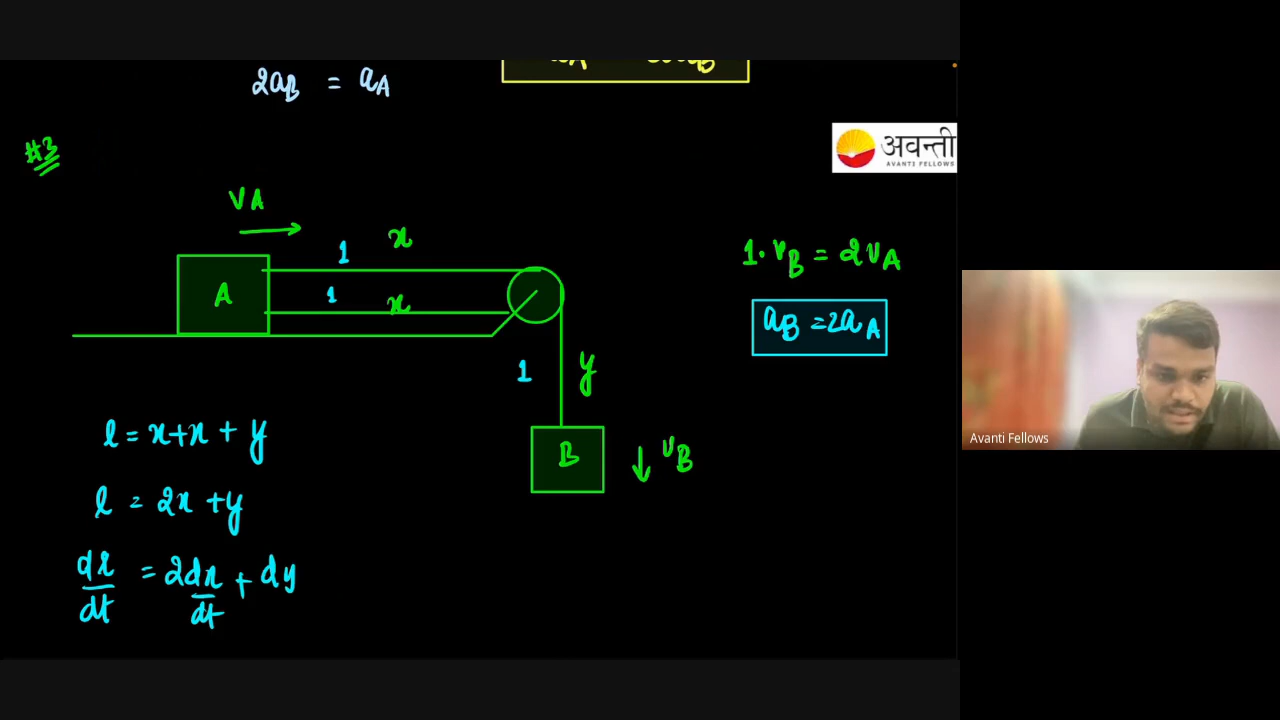 2aB = aA
#3
अवन्ती
AVANTI FELLOWS
VA
1 x
1 x
A
1 y
B
↓ vB
1. vB = 2vA
aB = 2aA
l = x+x + y
l = 2x + y
dl/dt = 2dx/dt + dy
Avanti Fellows